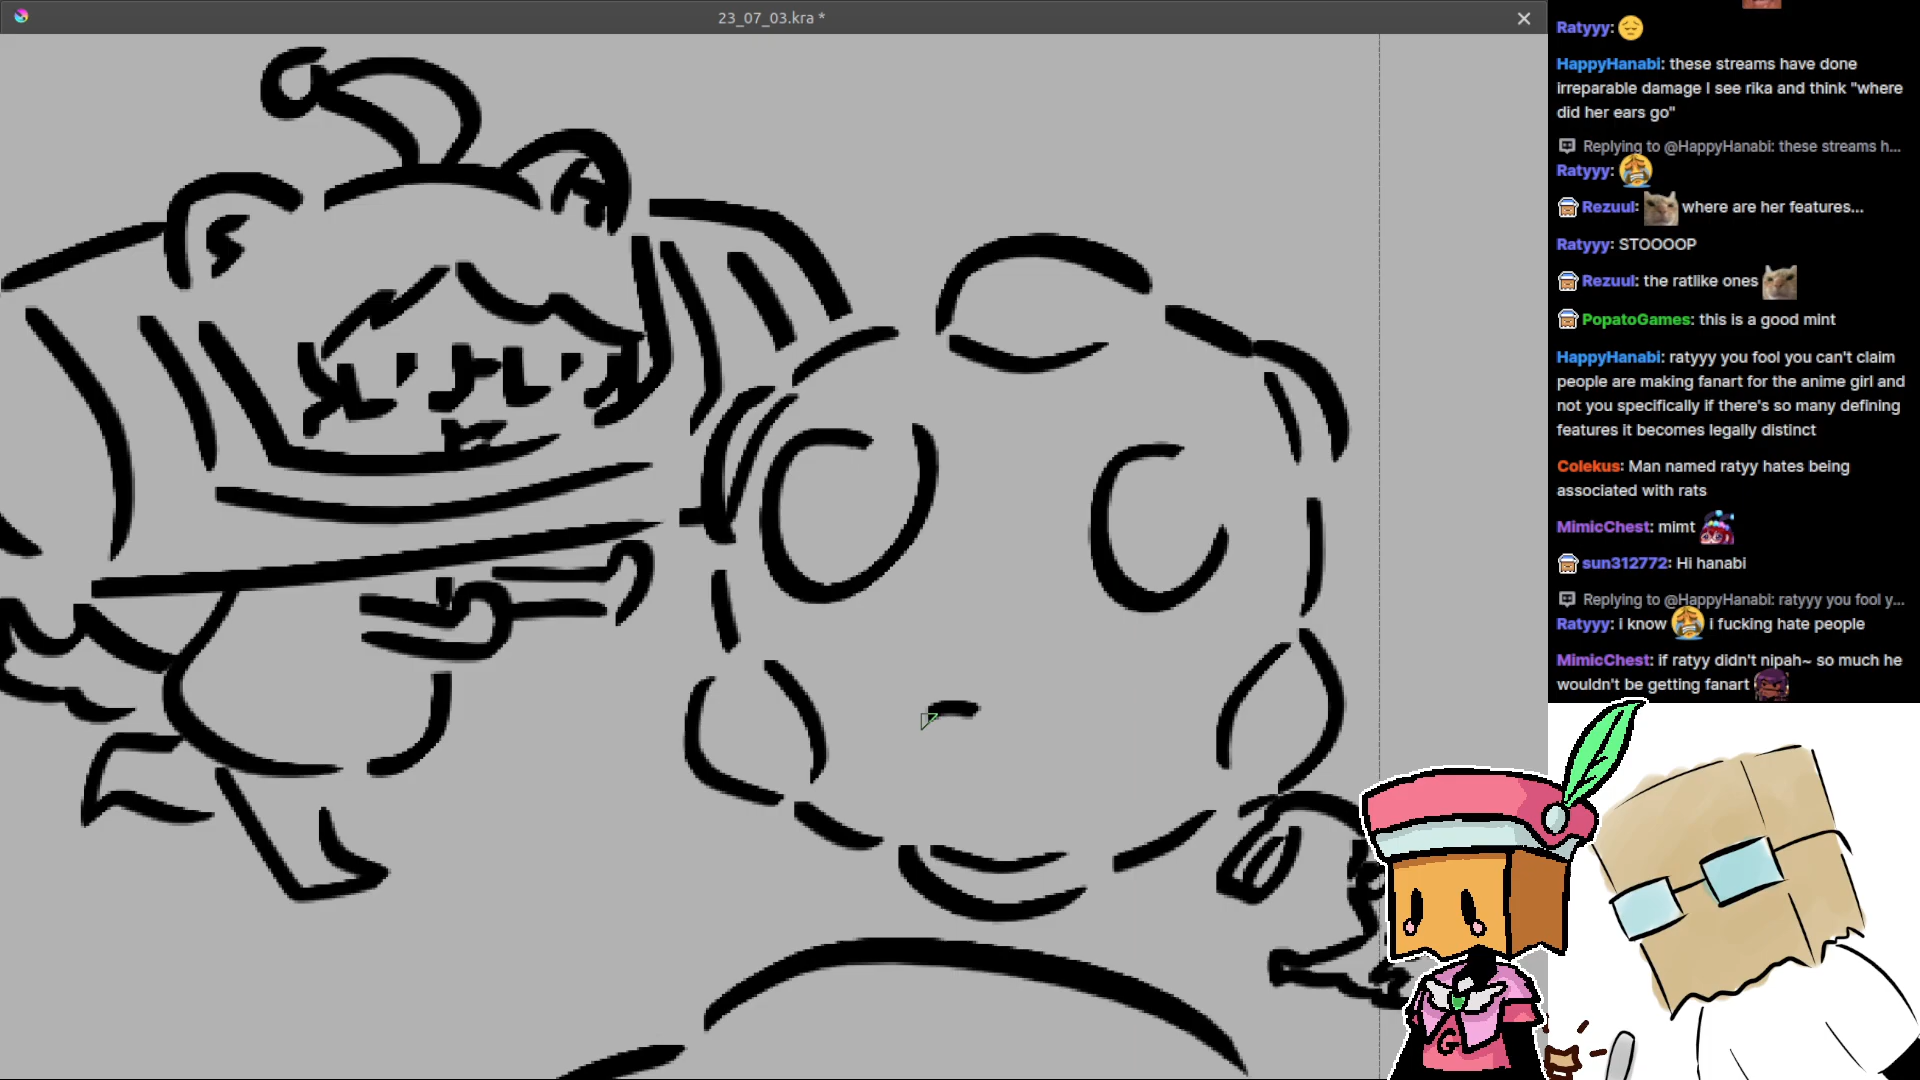 23_07_03.kra *
Ratyyy:
HappyHanabi: these streams have done
irreparable damage I see rika and think "where
did her ears go"
Replying to @HappyHanabi: these streams h...
Ratyyy:
Rezuul: where are her features...
Ratyyy: STOOOOP
Rezuul: the ratlike ones
PopatoGames: this is a good mint
HappyHanabi: ratyyy you fool you can't claim
people are making fanart for the anime girl and
not you specifically if there's so many defining
features it becomes legally distinct
Colekus: Man named ratyy hates being
associated with rats
MimicChest: mimt
sun312772: Hi hanabi
Replying to @HappyHanabi: ratyyy you fool y...
Ratyyy: i know i fucking hate people
MimicChest: if ratyy didn't nipah~ so much he
wouldn't be getting fanart
G